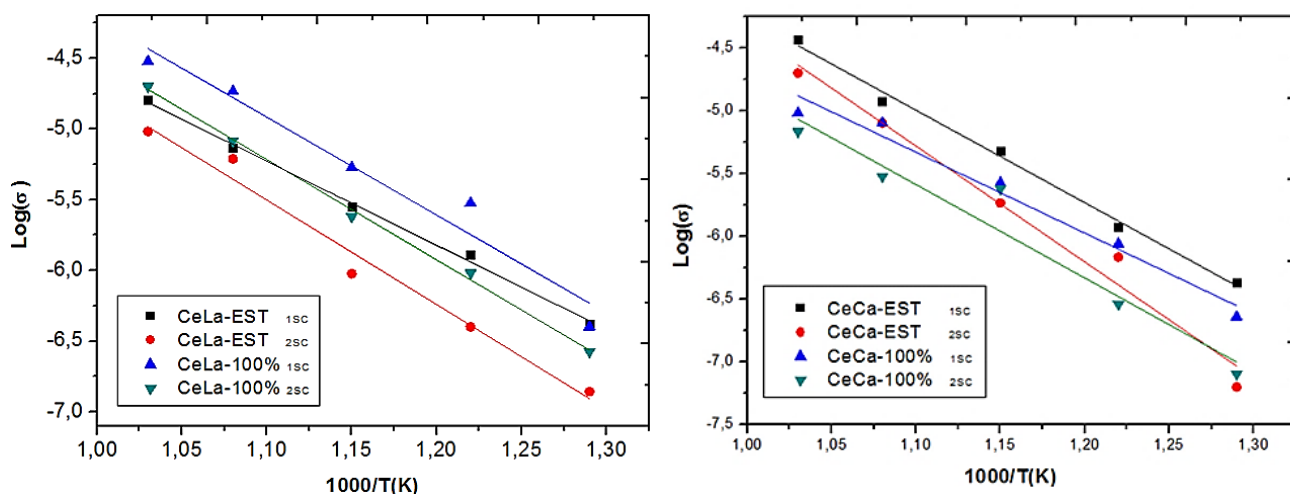 -4,5
-5,0
-5,5
-6,0
-6,5
-7,0
Log(σ)
CeLa-EST 1SC
CeLa-EST 2SC
CeLa-100% 1SC
CeLa-100% 2SC
1,00 1,05 1,10 1,15 1,20 1,25 1,30
1000/T(K)
-4,5
-5,0
-5,5
-6,0
-6,5
-7,0
-7,5
Log(σ)
CeCa-EST 1SC
CeCa-EST 2SC
CeCa-100% 1SC
CeCa-100% 2SC
1,00 1,05 1,10 1,15 1,20 1,25 1,30
1000/T(K)